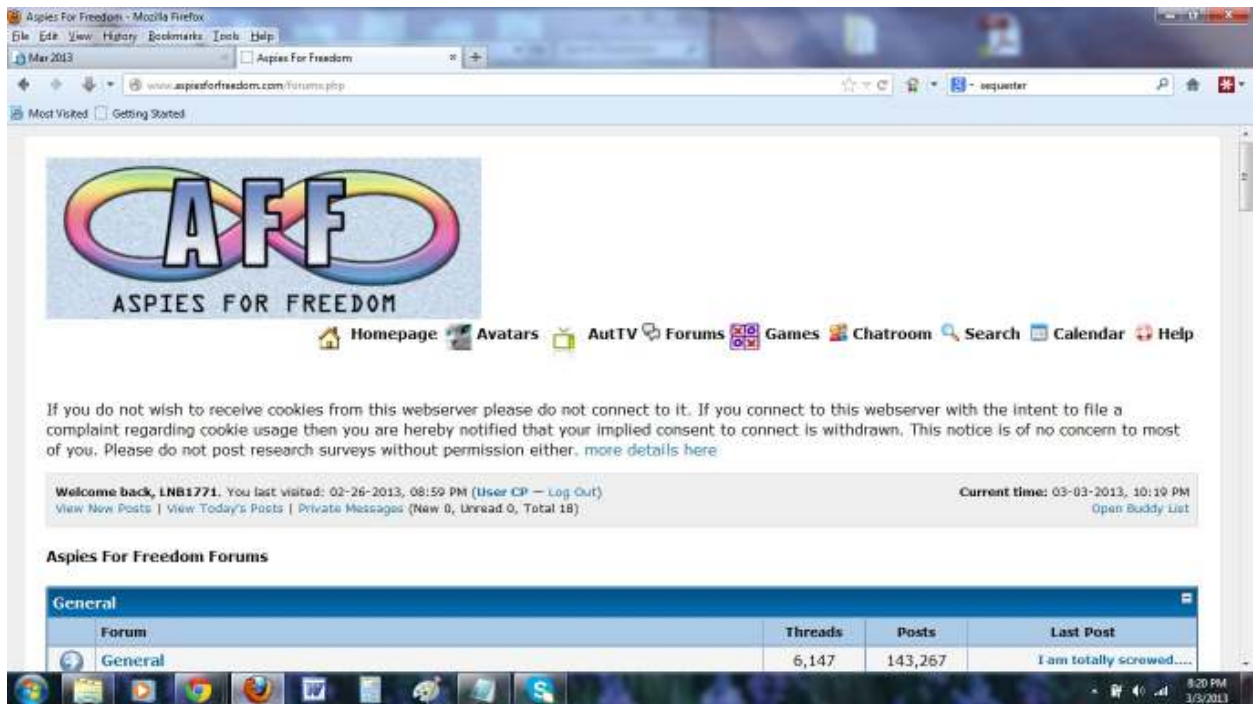 Aspies For Freedom - Mozilla Firefox
File Edit View History Bookmarks Tools Help
Mar 2013 Aspies For Freedom
www.aspiesforfreedom.com/forums.php sequester
Most Visited Getting Started
AFF
ASPIES FOR FREEDOM
Homepage Avatars AutTV Forums Games Chatroom Search Calendar Help
If you do not wish to receive cookies from this webserver please do not connect to it. If you connect to this webserver with the intent to file a
complaint regarding cookie usage then you are hereby notified that your implied consent to connect is withdrawn. This notice is of no concern to most
of you. Please do not post research surveys without permission either. more details here
Welcome back, LNB1771. You last visited: 02-26-2013, 08:59 PM (User CP — Log Out) Current time: 03-03-2013, 10:19 PM
View New Posts | View Today's Posts | Private Messages (New 0, Unread 0, Total 18) Open Buddy List
Aspies For Freedom Forums
General
Forum Threads Posts Last Post
General 6,147 143,267 I am totally screwed....
8:20 PM
3/3/2013